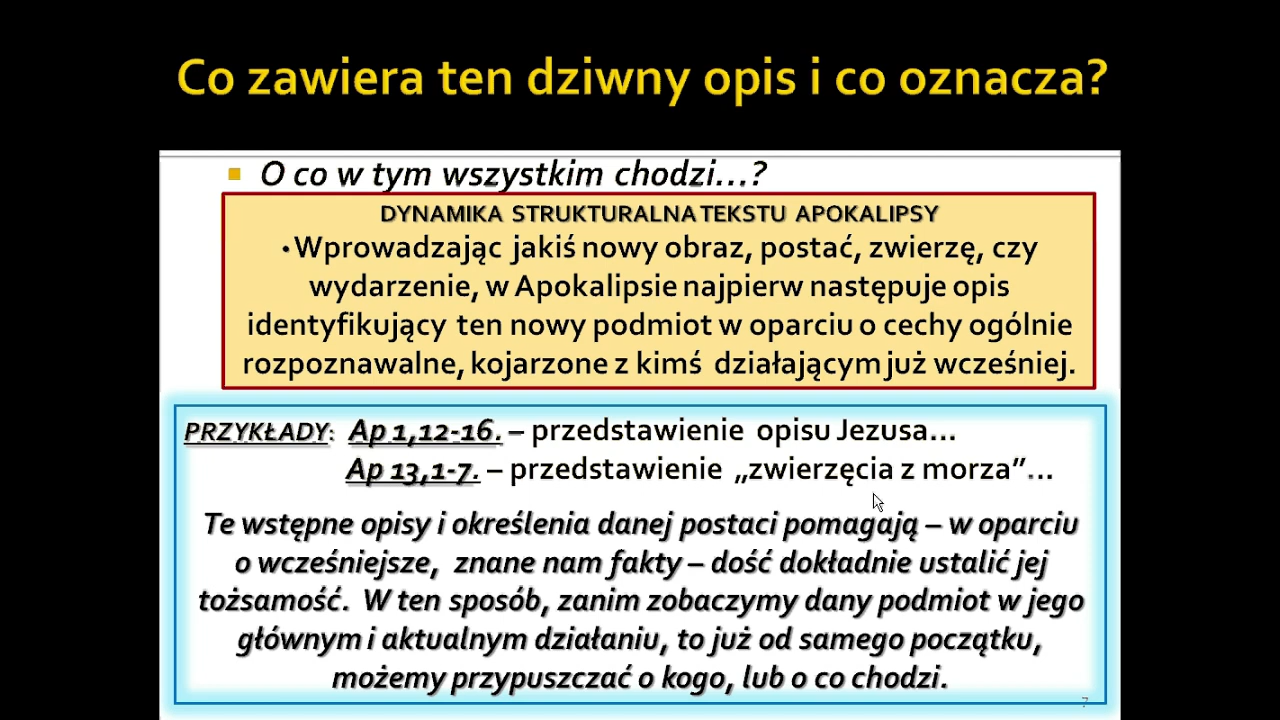 Co zawiera ten dziwny opis i co oznacza?
O co w tym wszystkim chodzi...?
DYNAMIKA STRUKTURALNA TEKSTU APOKALIPSY
• Wprowadzając jakiś nowy obraz, postać, zwierzę, czy
wydarzenie, w Apokalipsie najpierw następuje opis
identyfikujący ten nowy podmiot w oparciu o cechy ogólnie
rozpoznawalne, kojarzone z kimś działającym już wcześniej.
PRZYKŁADY: Ap 1,12-16. – przedstawienie opisu Jezusa...
Ap 13,1-7. – przedstawienie „zwierzęcia z morza”...
Te wstępne opisy i określenia danej postaci pomagają – w oparciu
o wcześniejsze, znane nam fakty – dość dokładnie ustalić jej
tożsamość. W ten sposób, zanim zobaczymy dany podmiot w jego
głównym i aktualnym działaniu, to już od samego początku,
możemy przypuszczać o kogo, lub o co chodzi.
7